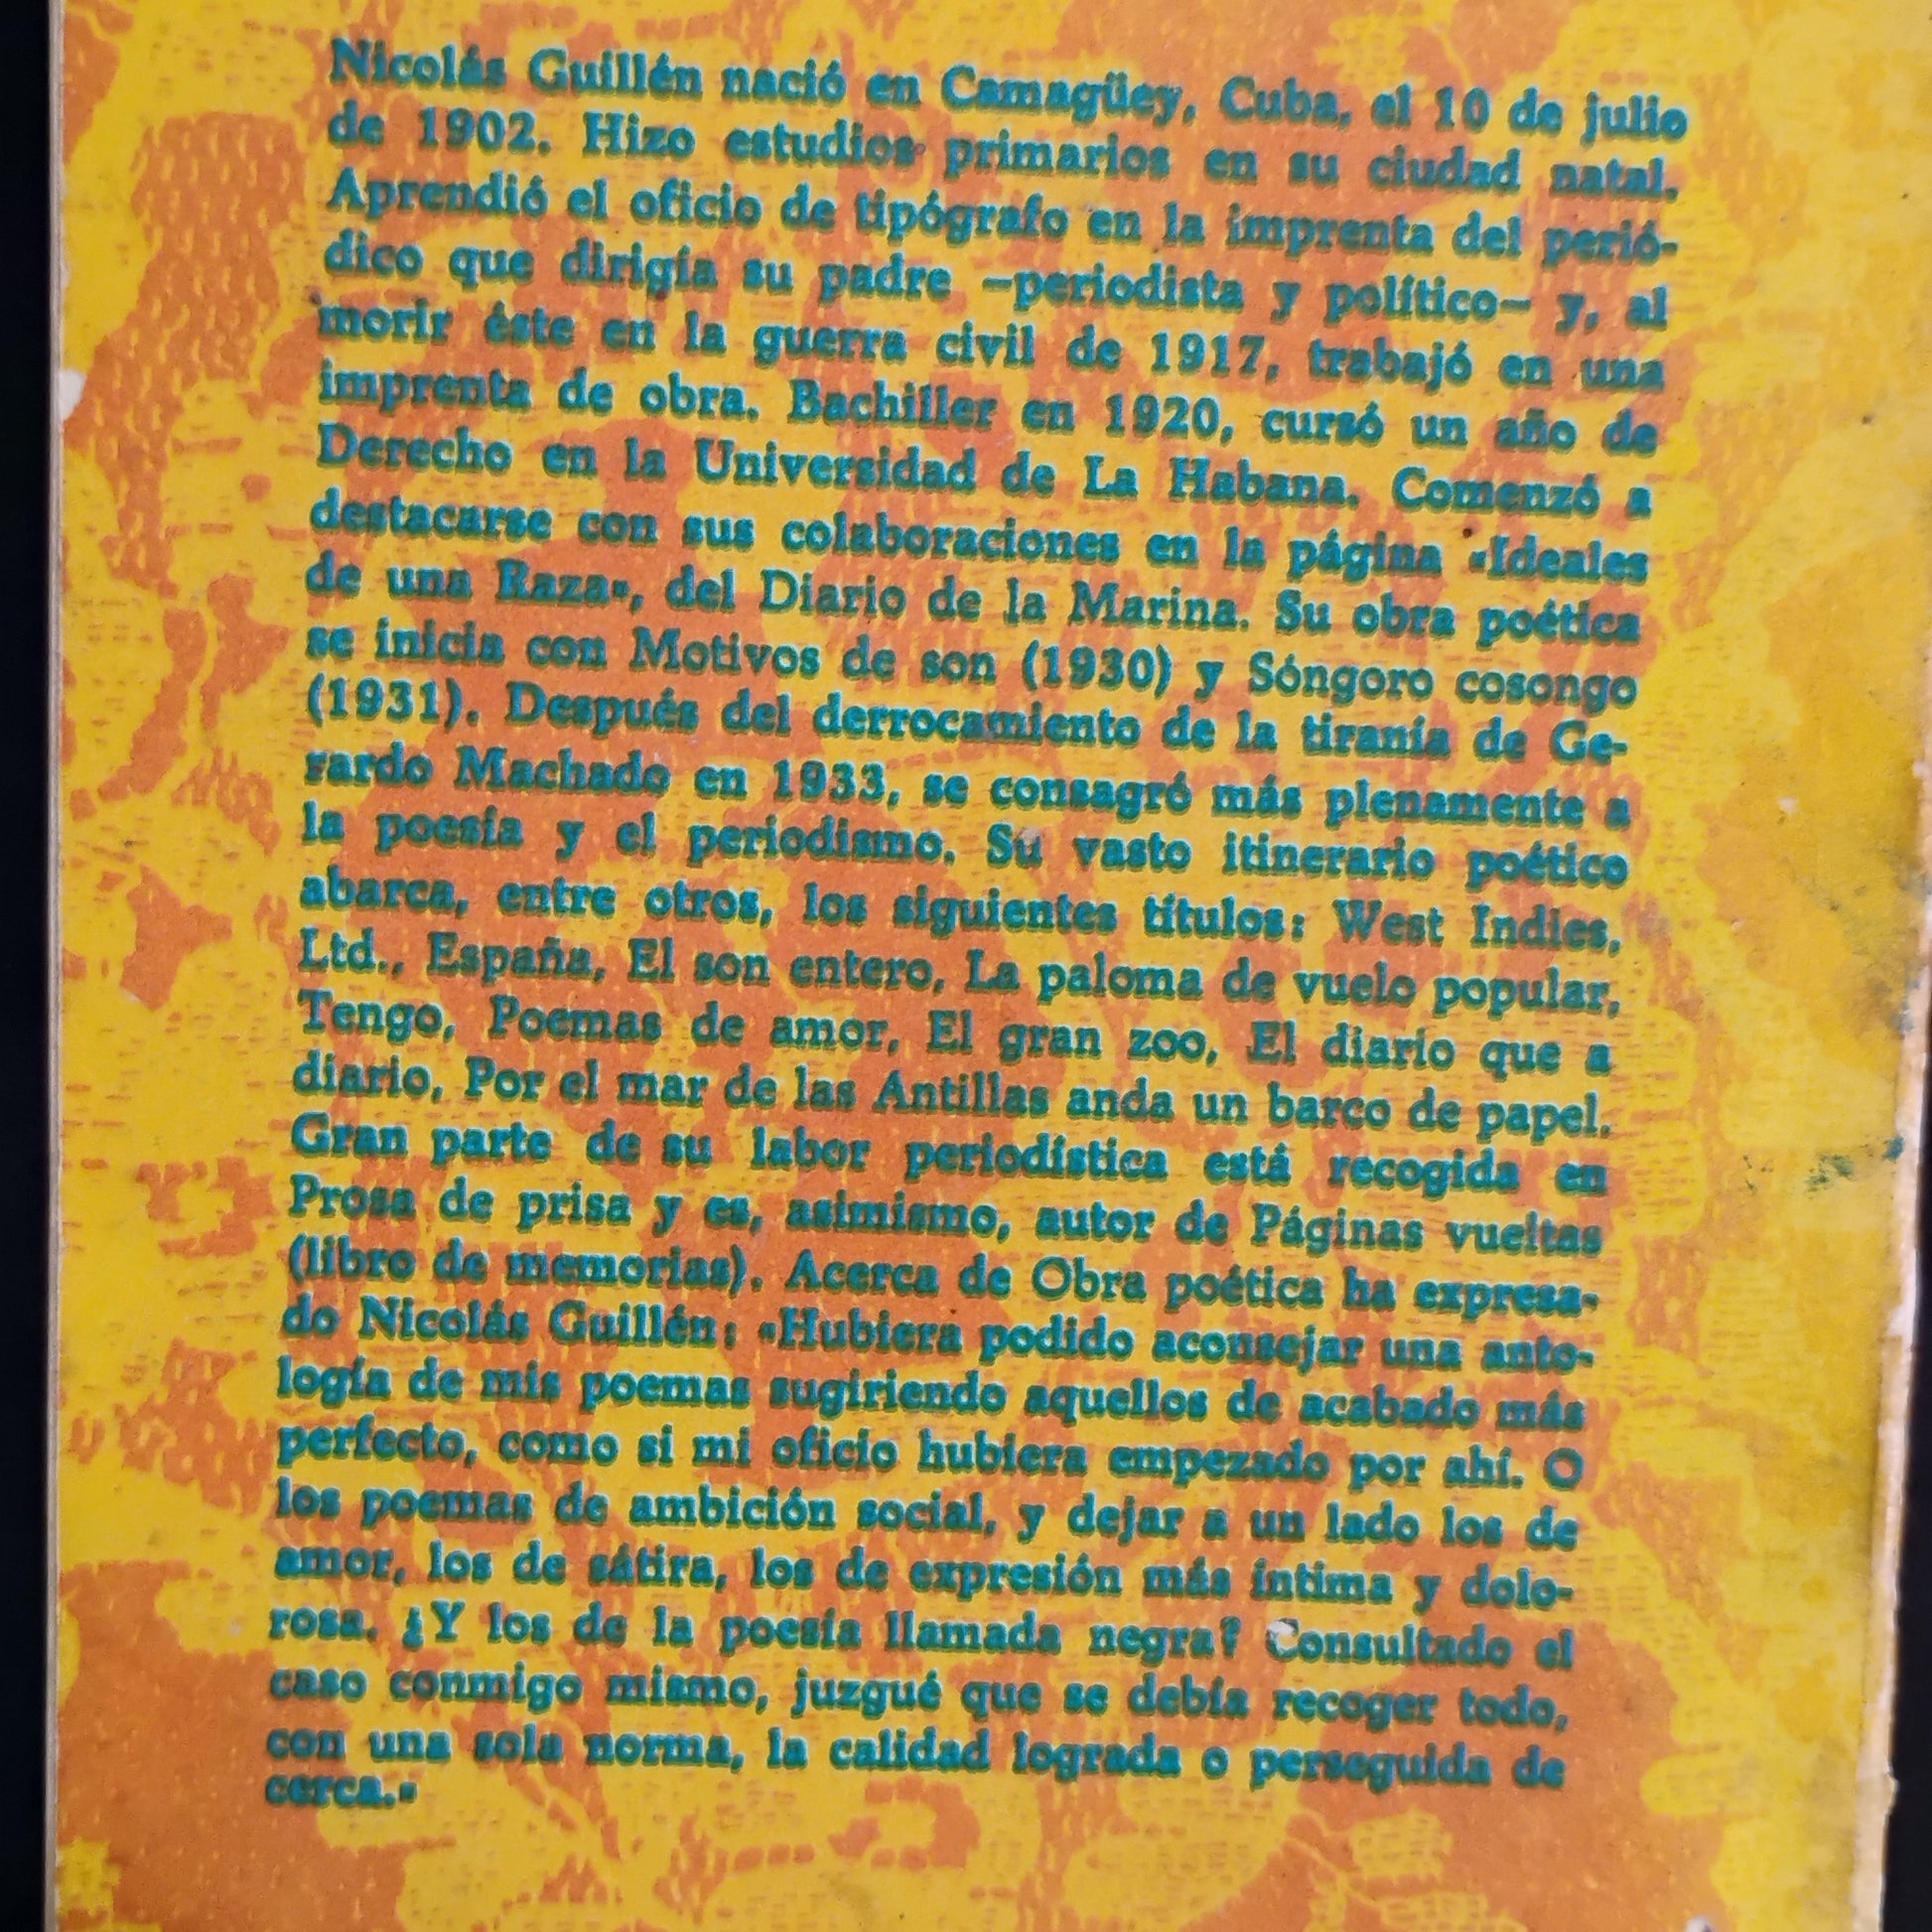 Nicolás Guillén nació en Camagüey, Cuba, el 10 de julio
de 1902. Hizo estudios primarios en su ciudad natal.
Aprendió el oficio de tipógrafo en la imprenta del perió-
dico que dirigía su padre —periodista y político— y, al
morir éste en la guerra civil de 1917, trabajó en una
imprenta de obra. Bachiller en 1920, cursó un año de
Derecho en la Universidad de La Habana. Comenzó a
destacarse con sus colaboraciones en la página «Ideales
de una Raza», del Diario de la Marina. Su obra poética
se inicia con Motivos de son (1930) y Sóngoro cosongo
(1931). Después del derrocamiento de la tiranía de Ge-
rardo Machado en 1933, se consagró más plenamente a
la poesía y el periodismo. Su vasto itinerario poético
abarca, entre otros, los siguientes títulos: West Indies,
Ltd., España, El son entero, La paloma de vuelo popular,
Tengo, Poemas de amor, El gran zoo, El diario que a
diario, Por el mar de las Antillas anda un barco de papel.
Gran parte de su labor periodística está recogida en
Prosa de prisa y es, asimismo, autor de Páginas vueltas
(libro de memorias). Acerca de Obra poética ha expresa-
do Nicolás Guillén: «Hubiera podido aconsejar una anto-
logía de mis poemas sugiriendo aquellos de acabado más
perfecto, como si mi oficio hubiera empezado por ahí. O
los poemas de ambición social, y dejar a un lado los de
amor, los de sátira, los de expresión más íntima y dolo-
rosa. ¿Y los de la poesía llamada negra? Consultado el
caso conmigo mismo, juzgué que se debía recoger todo,
con una sola norma, la calidad lograda o perseguida de
cerca.»